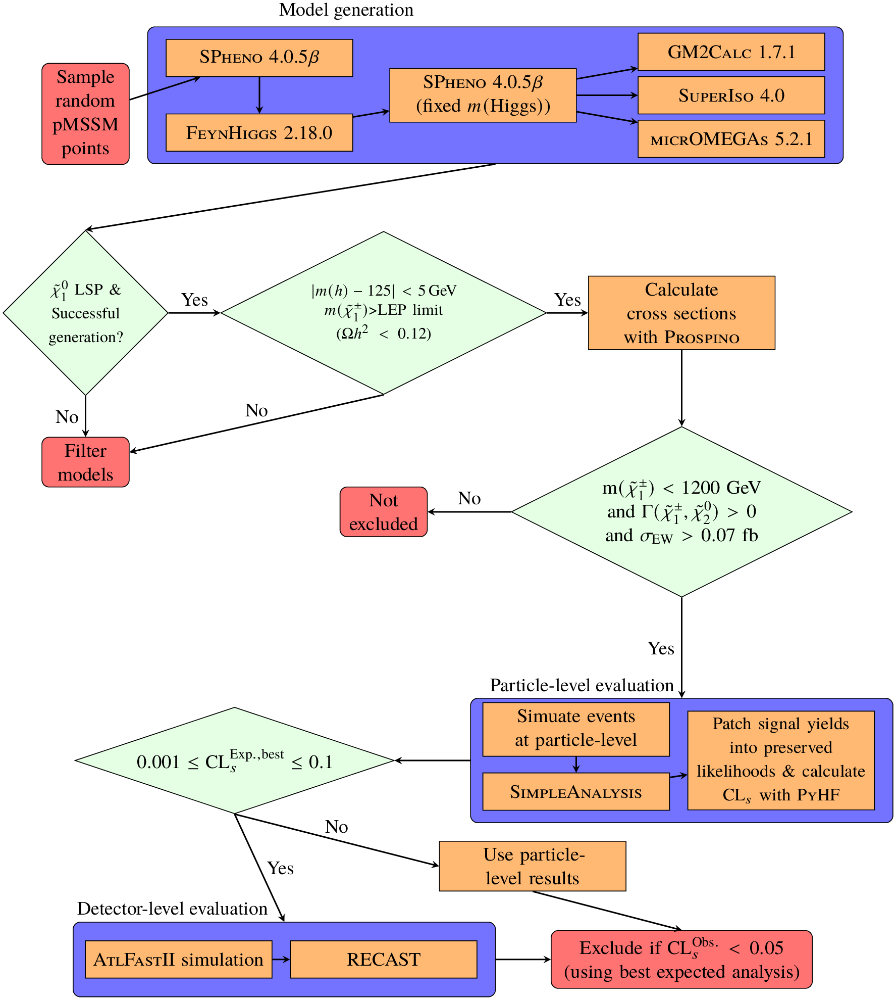 Model generation
Sample
random
pMSSM
points
SPheno 4.0.5β
FeynHiggs 2.18.0
SPheno 4.0.5β
(fixed m(Higgs))
GM2Calc 1.7.1
SuperIso 4.0
micrOMEGAs 5.2.1
χ̃₁⁰ LSP &
Successful
generation?
Yes
|m(h) − 125| < 5 GeV
m(χ̃₁±)>LEP limit
(Ωh² < 0.12)
Yes
Calculate
cross sections
with Prospino
No
No
Filter
models
Not
excluded
No
m(χ̃₁±) < 1200 GeV
and Γ(χ̃₁±, χ̃₂⁰) > 0
and σEW > 0.07 fb
Yes
Particle-level evaluation
Simuate events
at particle-level
SimpleAnalysis
Patch signal yields
into preserved
likelihoods & calculate
CLs with PyHF
0.001 ≤ CLs^Exp.,best ≤ 0.1
No
Yes
Use particle-
level results
Detector-level evaluation
AtlFastII simulation
RECAST
Exclude if CLs^Obs. < 0.05
(using best expected analysis)